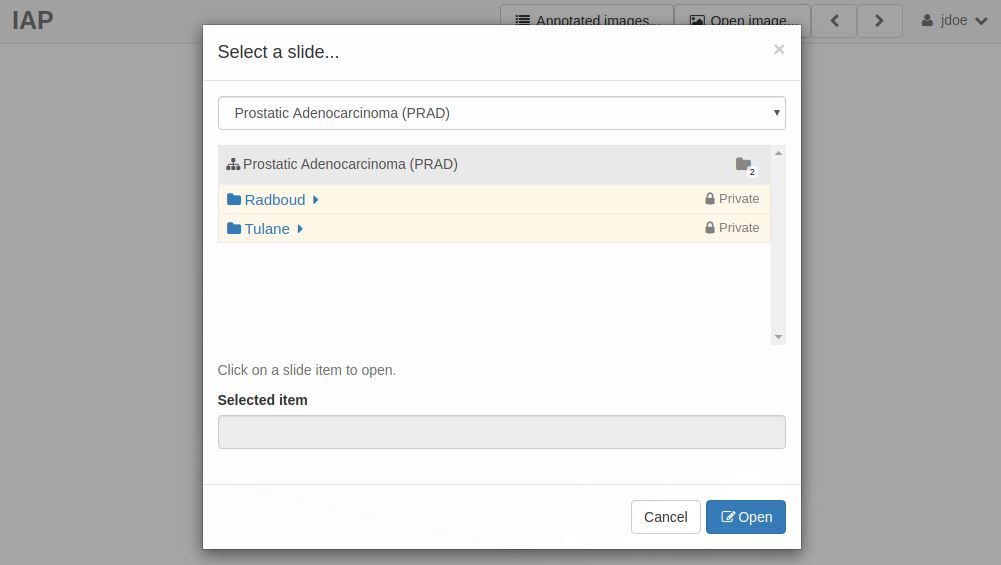 IAP
Annotated images...
Open image...
jdoe
Select a slide...
×
Prostatic Adenocarcinoma (PRAD)
Prostatic Adenocarcinoma (PRAD)
2
Radboud
Private
Tulane
Private
Click on a slide item to open.
Selected item
Cancel
Open